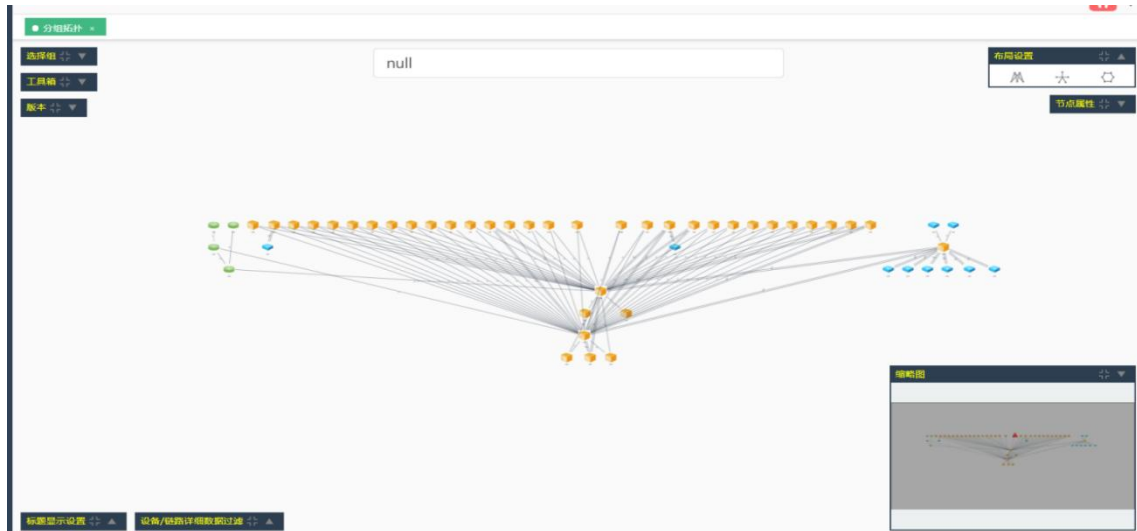 分组拓扑 ×
选择组
null
布局设置
工具箱
版本
节点属性
缩略图
标题显示设置
设备/链路详细数据过滤